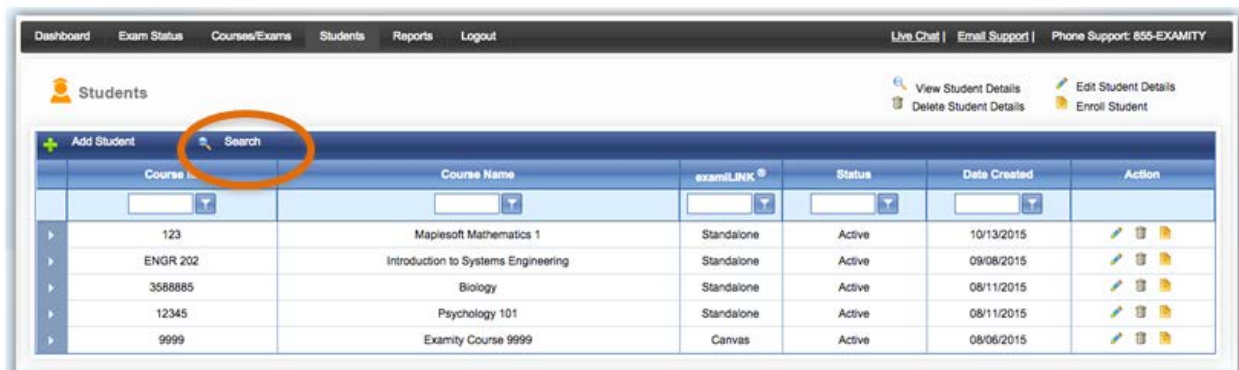 Dashboard Exam Status Courses/Exams Students Reports Logout Live Chat | Email Support | Phone Support: 855-EXAMITY
Students View Student Details Edit Student Details
Delete Student Details Enroll Student
Add Student Search
Course Course Name examiLINK® Status Date Created Action
123 Maplesoft Mathematics 1 Standalone Active 10/13/2015
ENGR 202 Introduction to Systems Engineering Standalone Active 09/08/2015
3588885 Biology Standalone Active 08/11/2015
12345 Psychology 101 Standalone Active 08/11/2015
9999 Examity Course 9999 Canvas Active 08/06/2015